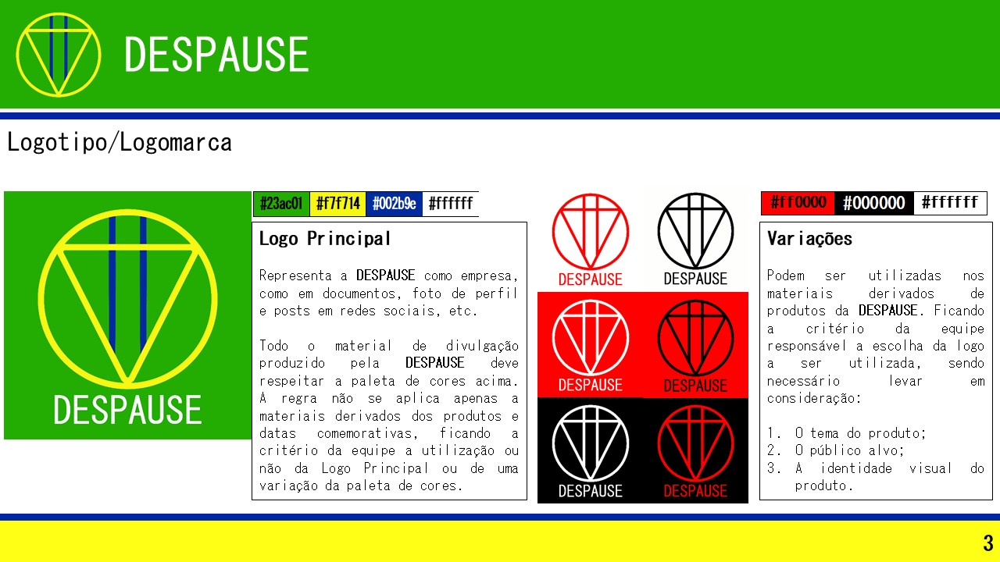 DESPAUSE
Logotipo/Logomarca
DESPAUSE
#23ac01 #f7f714 #002b9e #ffffff
Logo Principal
Representa a DESPAUSE como empresa,
como em documentos, foto de perfil
e posts em redes sociais, etc.
Todo o material de divulgação
produzido pela DESPAUSE deve
respeitar a paleta de cores acima.
A regra não se aplica apenas a
materiais derivados dos produtos e
datas comemorativas, ficando a
critério da equipe a utilização ou
não da Logo Principal ou de uma
variação da paleta de cores.
DESPAUSE DESPAUSE
DESPAUSE DESPAUSE
DESPAUSE DESPAUSE
#ff0000 #000000 #ffffff
Variações
Podem ser utilizadas nos
materiais derivados de
produtos da DESPAUSE. Ficando
a critério da equipe
responsável a escolha da logo
a ser utilizada, sendo
necessário levar em
consideração:
1. O tema do produto;
2. O público alvo;
3. A identidade visual do
produto.
3